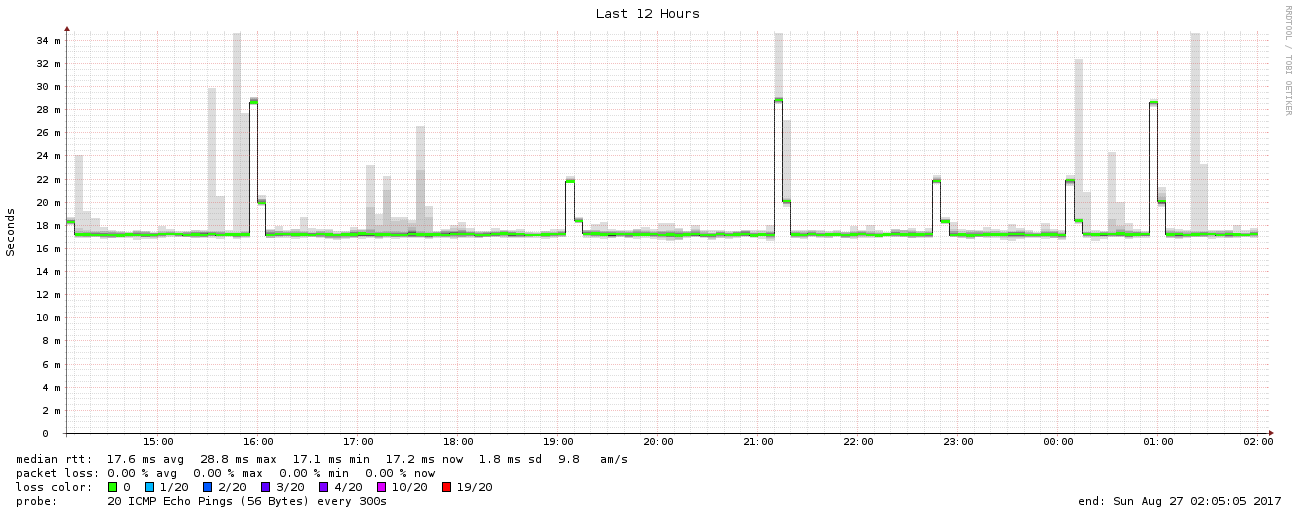 Last 12 Hours
RRDTOOL / TOBI OETIKER
Seconds
34 m
32 m
30 m
28 m
26 m
24 m
22 m
20 m
18 m
16 m
14 m
12 m
10 m
8 m
6 m
4 m
2 m
0
15:00 16:00 17:00 18:00 19:00 20:00 21:00 22:00 23:00 00:00 01:00 02:00
median rtt: 17.6 ms avg 28.8 ms max 17.1 ms min 17.2 ms now 1.8 ms sd 9.8 am/s
packet loss: 0.00 % avg 0.00 % max 0.00 % min 0.00 % now
loss color: 0 1/20 2/20 3/20 4/20 10/20 19/20
probe: 20 ICMP Echo Pings (56 Bytes) every 300s end: Sun Aug 27 02:05:05 2017